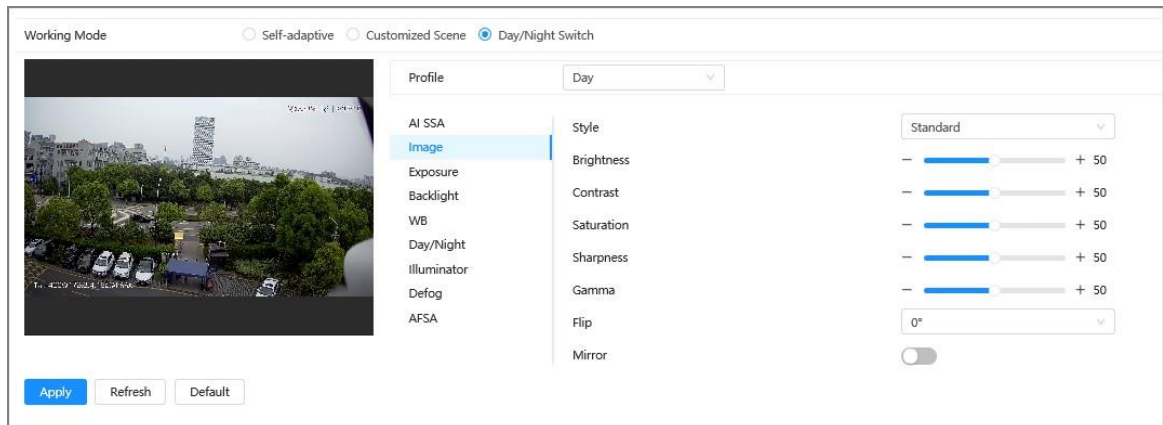 Working Mode Self-adaptive Customized Scene Day/Night Switch
Profile Day
AI SSA
Image
Exposure
Backlight
WB
Day/Night
Illuminator
Defog
AFSA
Style Standard
Brightness − + 50
Contrast − + 50
Saturation − + 50
Sharpness − + 50
Gamma − + 50
Flip 0°
Mirror
Apply Refresh Default